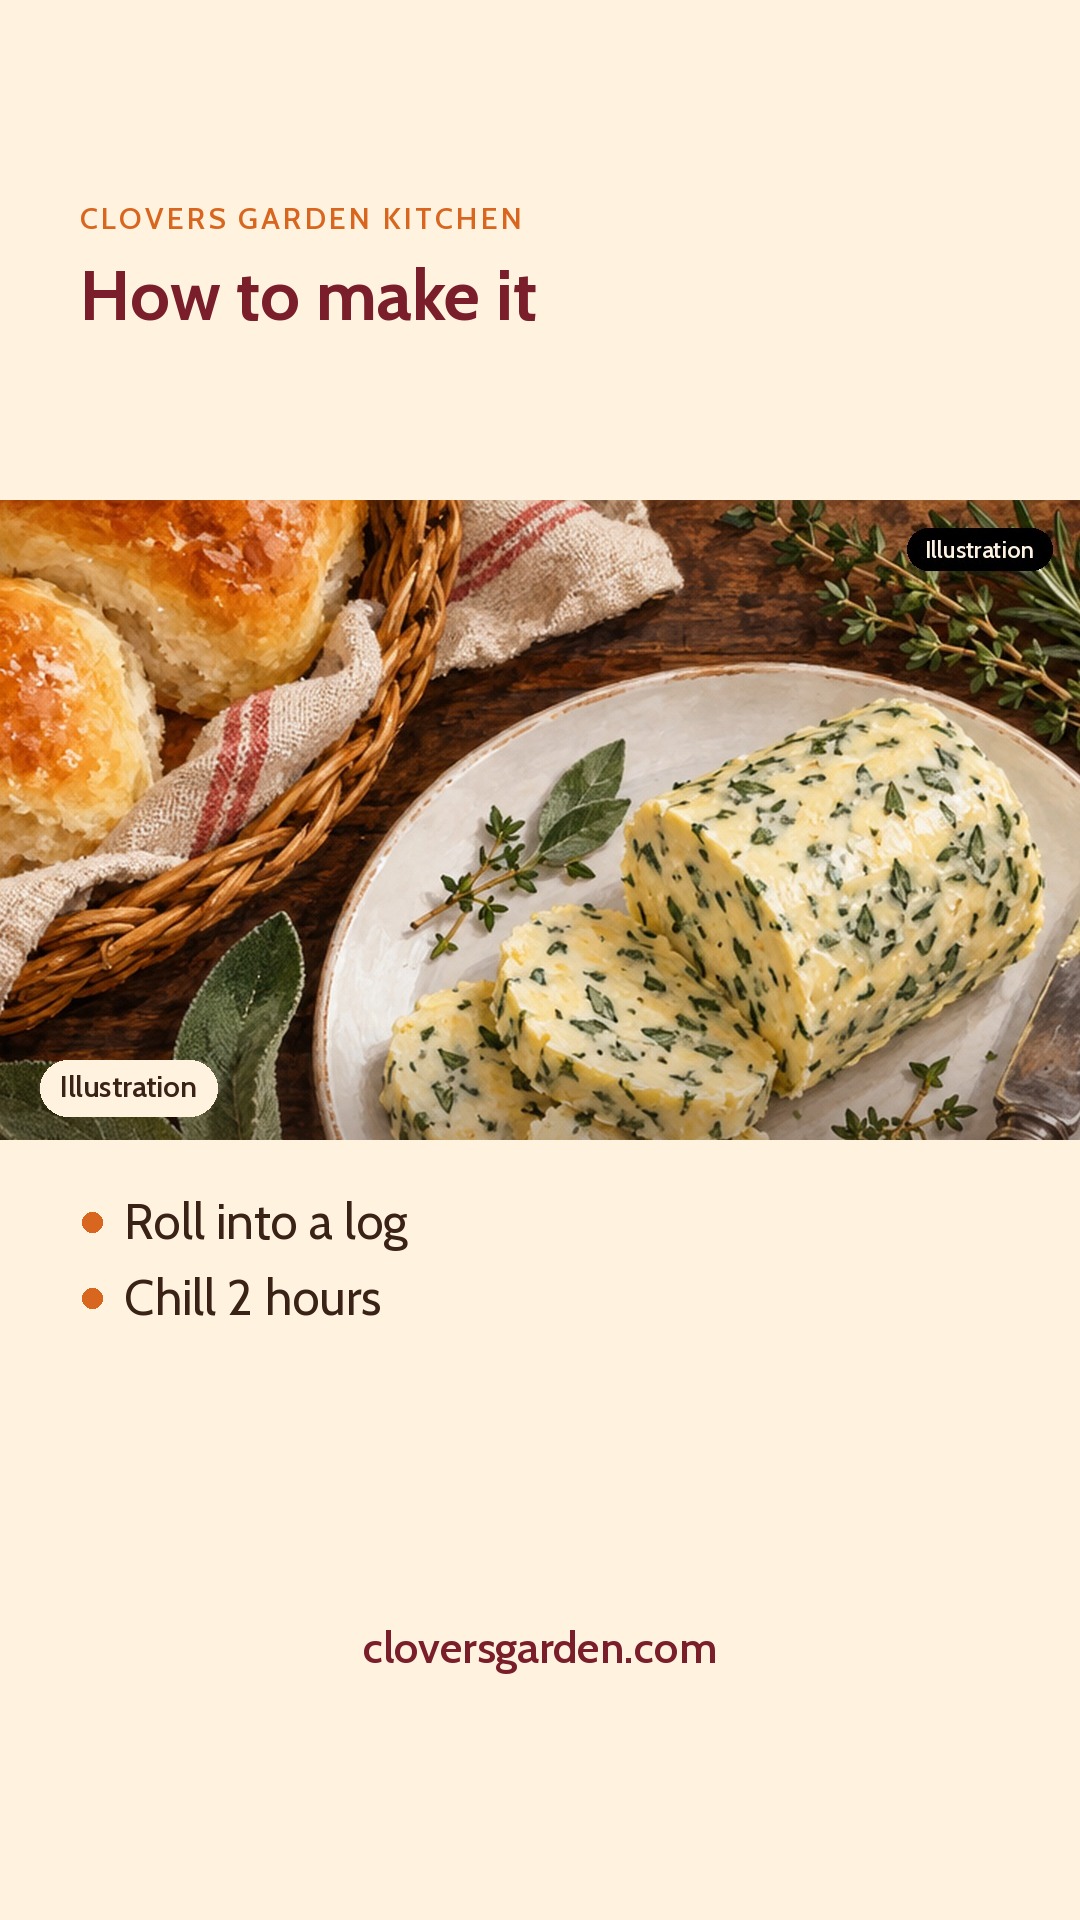 CLOVERS GARDEN KITCHEN
How to make it
Illustration
Illustration
Roll into a log
Chill 2 hours
cloversgarden.com